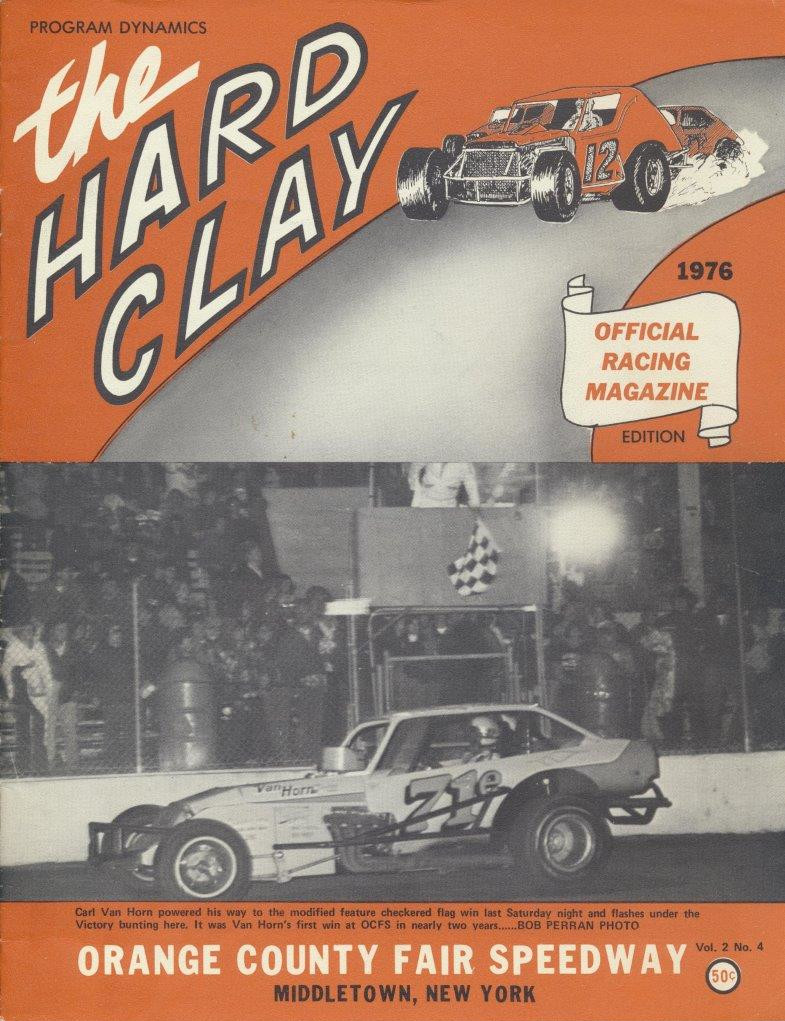 PROGRAM DYNAMICS
the
HARD
CLAY
12
1976
OFFICIAL
RACING
MAGAZINE
EDITION
Van Horn
71e
Carl Van Horn powered his way to the modified feature checkered flag win last Saturday night and flashes under the
Victory bunting here. It was Van Horn's first win at OCFS in nearly two years......BOB PERRAN PHOTO
ORANGE COUNTY FAIR SPEEDWAY
Vol. 2 No. 4
50¢
MIDDLETOWN, NEW YORK